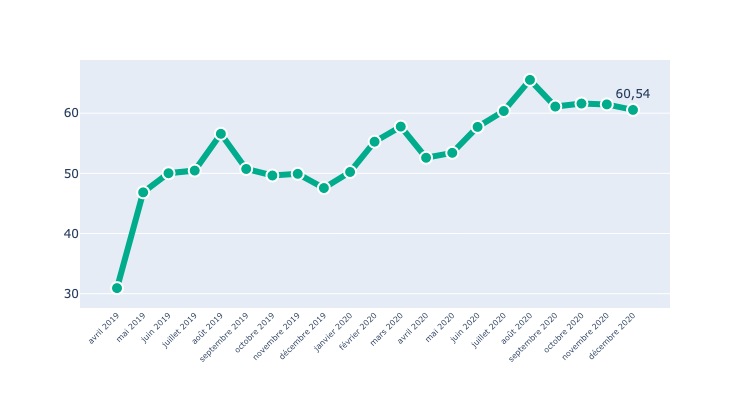 60,54
60
50
40
30
avril 2019
mai 2019
juin 2019
juillet 2019
août 2019
septembre 2019
octobre 2019
novembre 2019
décembre 2019
janvier 2020
février 2020
mars 2020
avril 2020
mai 2020
juin 2020
juillet 2020
août 2020
septembre 2020
octobre 2020
novembre 2020
décembre 2020